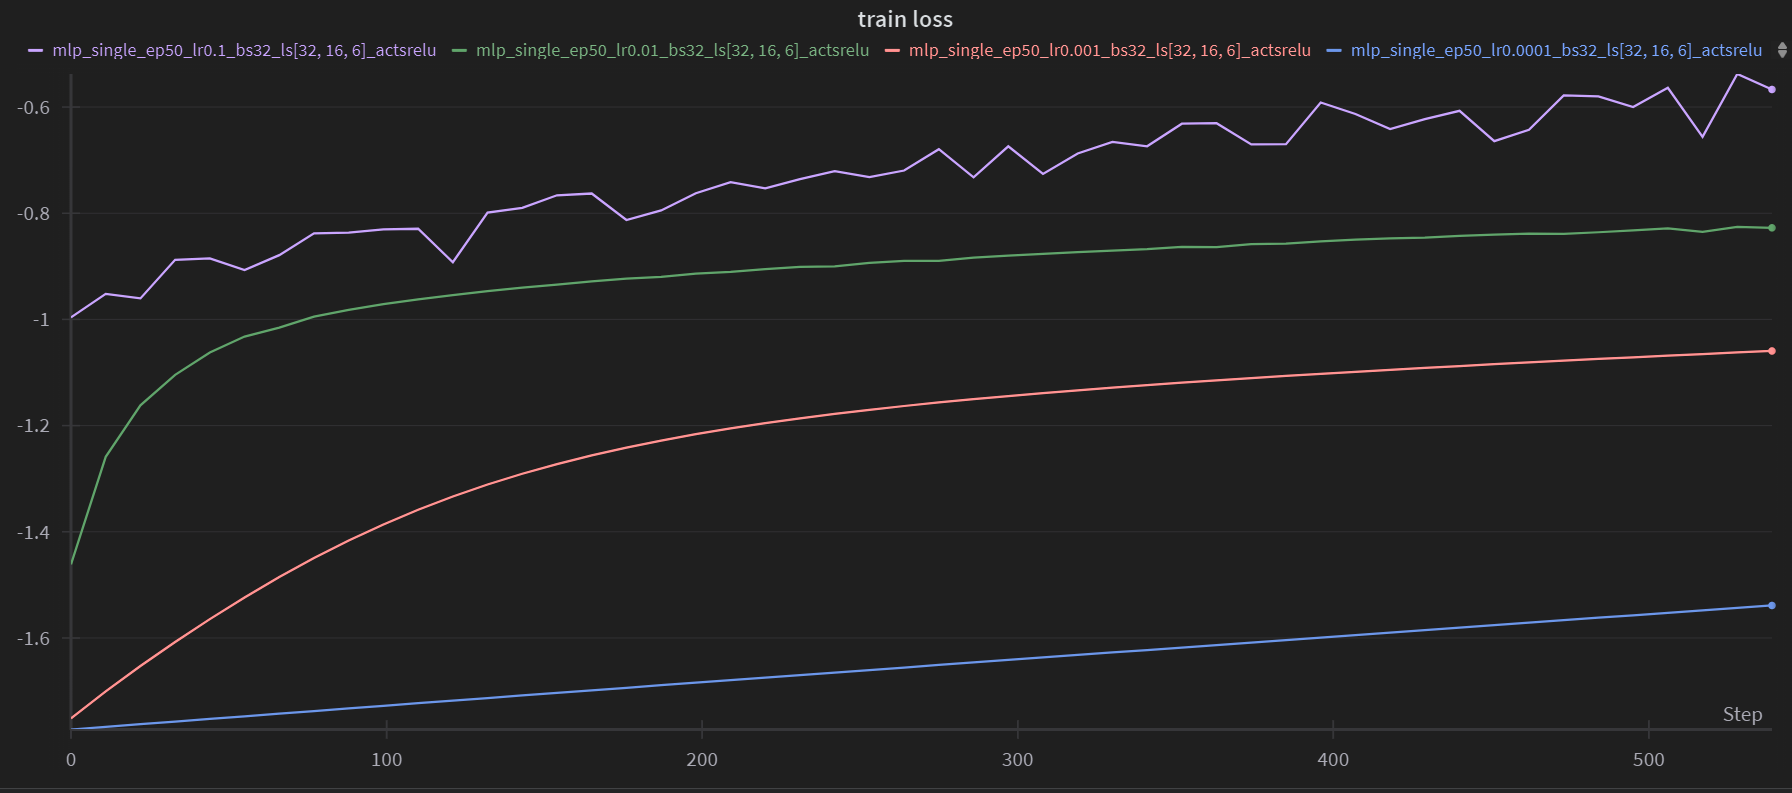 train loss
mlp_single_ep50_lr0.1_bs32_ls[32, 16, 6]_actsrelu mlp_single_ep50_lr0.01_bs32_ls[32, 16, 6]_actsrelu mlp_single_ep50_lr0.001_bs32_ls[32, 16, 6]_actsrelu mlp_single_ep50_lr0.0001_bs32_ls[32, 16, 6]_actsrelu
-0.6
-0.8
-1
-1.2
-1.4
-1.6
Step
0 100 200 300 400 500